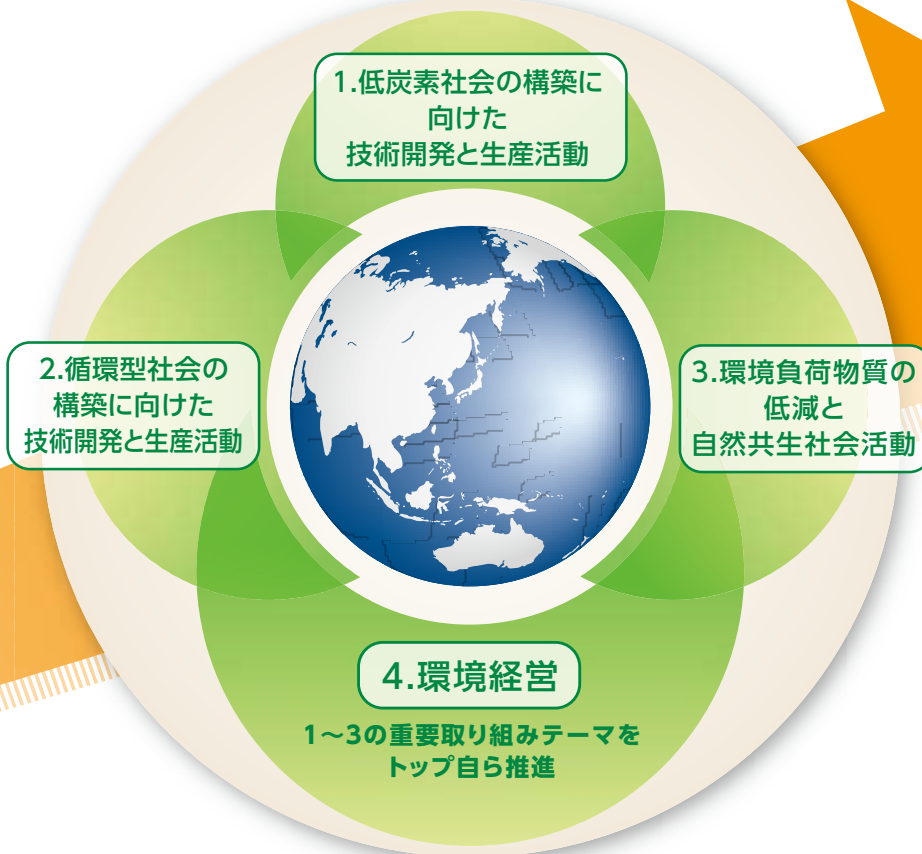 1.低炭素社会の構築に
向けた
技術開発と生産活動
2.循環型社会の
構築に向けた
技術開発と生産活動
3.環境負荷物質の
低減と
自然共生社会活動
4.環境経営
1～3の重要取り組みテーマを
トップ自ら推進